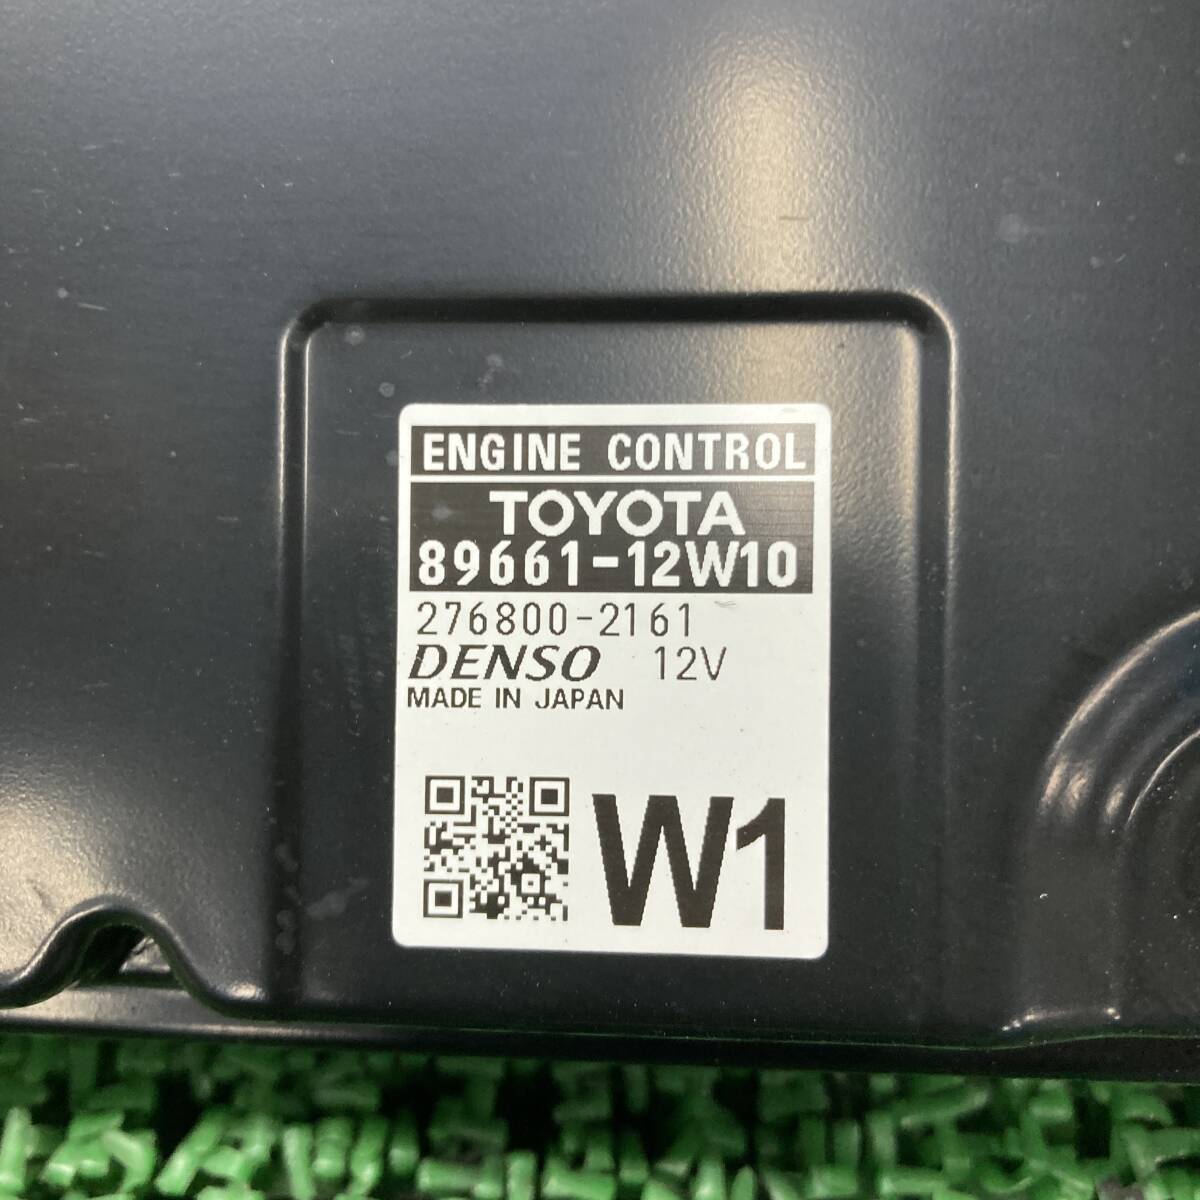 ENGINE CONTROL
TOYOTA
89661-12W10
276800-2161
DENSO 12V
MADE IN JAPAN
W1